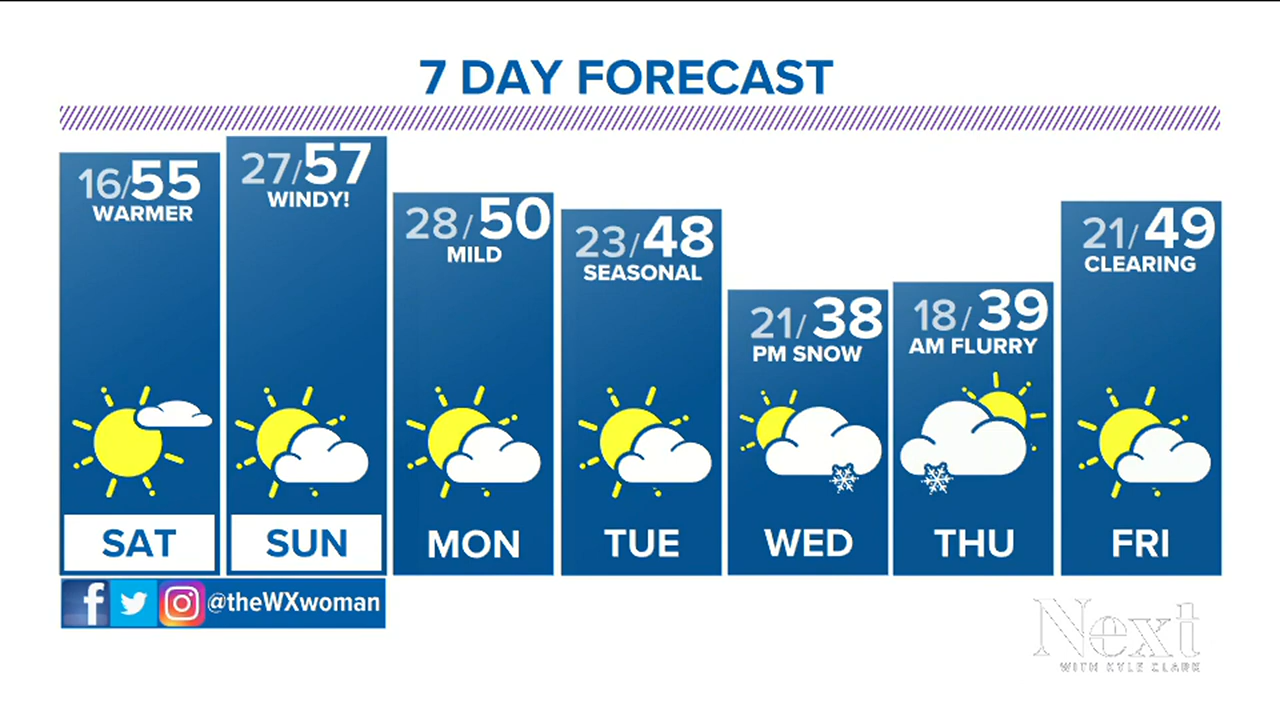 7 DAY FORECAST
16/55
WARMER
27/57
WINDY!
28/50
MILD
23/48
SEASONAL
21/38
PM SNOW
18/39
AM FLURRY
21/49
CLEARING
SAT
SUN
MON
TUE
WED
THU
FRI
@theWXwoman
Next
WITH KYLE CLARK